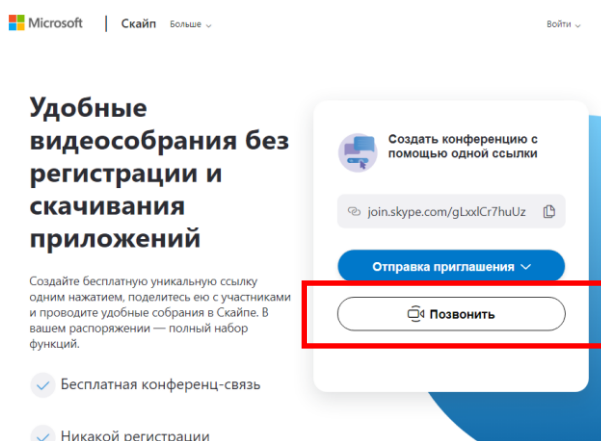 Microsoft Скайп Больше Войти
Удобные
видеособрания без
регистрации и
скачивания
приложений
Создайте бесплатную уникальную ссылку
одним нажатием, поделитесь ею с участниками
и проводите удобные собрания в Скайпе. В
вашем распоряжении — полный набор
функций.
Бесплатная конференц-связь
Никакой регистрации
Создать конференцию с
помощью одной ссылки
join.skype.com/gLxxlCr7huUz
Отправка приглашения
Позвонить